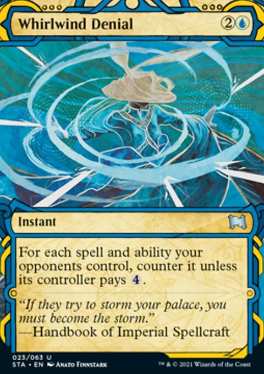 Whirlwind Denial 2
Instant
For each spell and ability your
opponents control, counter it unless
its controller pays 4.
"If they try to storm your palace, you
must become the storm."
—Handbook of Imperial Spellcraft
023/063 U
STA • EN Anato Finnstark
™ & © 2021 Wizards of the Coast